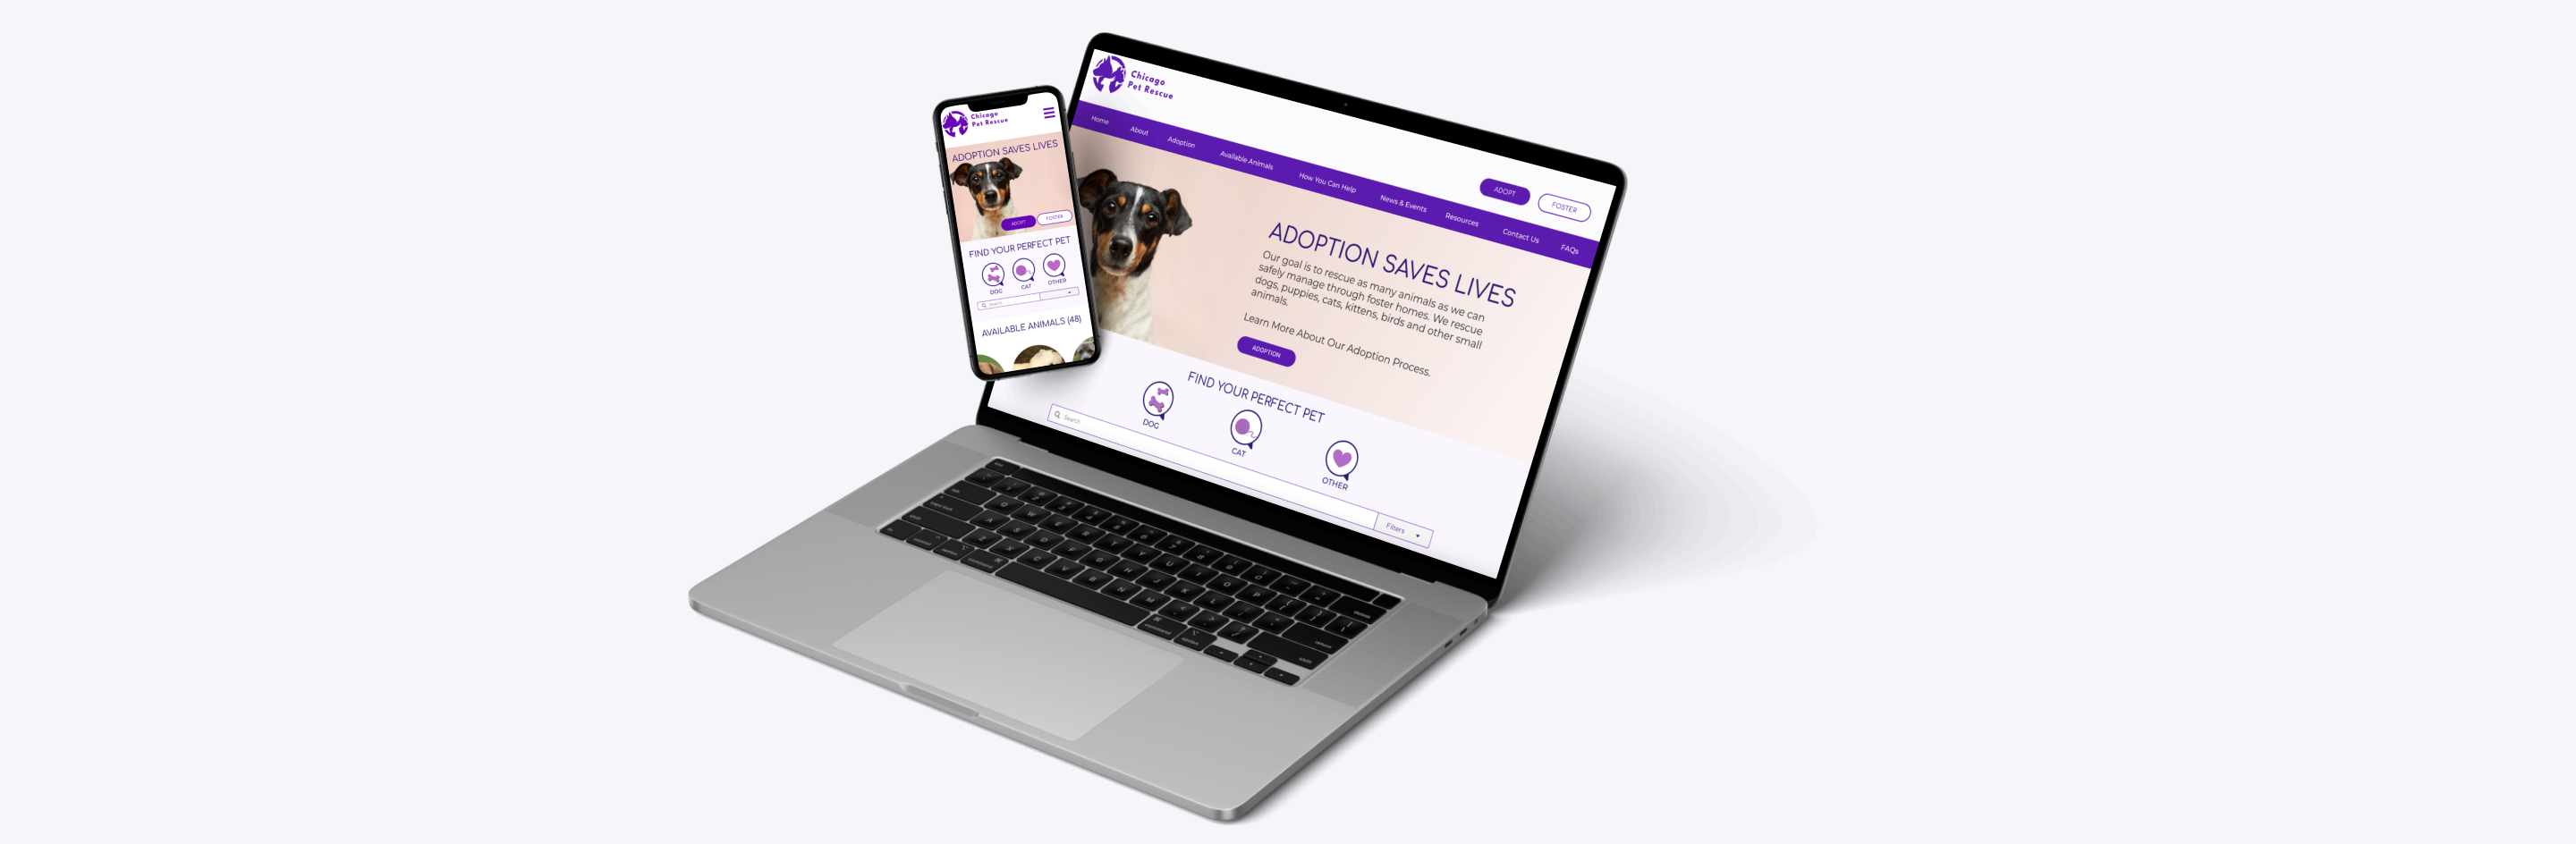 Chicago
Pet Rescue
ADOPTION SAVES LIVES
ADOPT
FOSTER
FIND YOUR PERFECT PET
DOG
CAT
OTHER
Search
AVAILABLE ANIMALS (48)
Chicago
Pet Rescue
ADOPT
FOSTER
Home
About
Adoption
Available Animals
How You Can Help
News & Events
Resources
Contact Us
FAQs
ADOPTION SAVES LIVES
Our goal is to rescue as many animals as we can
safely manage through foster homes. We rescue
dogs, puppies, cats, kittens, birds and other small
animals.
Learn More About Our Adoption Process.
ADOPTION
FIND YOUR PERFECT PET
DOG
CAT
OTHER
Search
Filters
Q W E R T Y U I O P
A S D F G H J K L
Z X C V B N M
return
shift
command
option